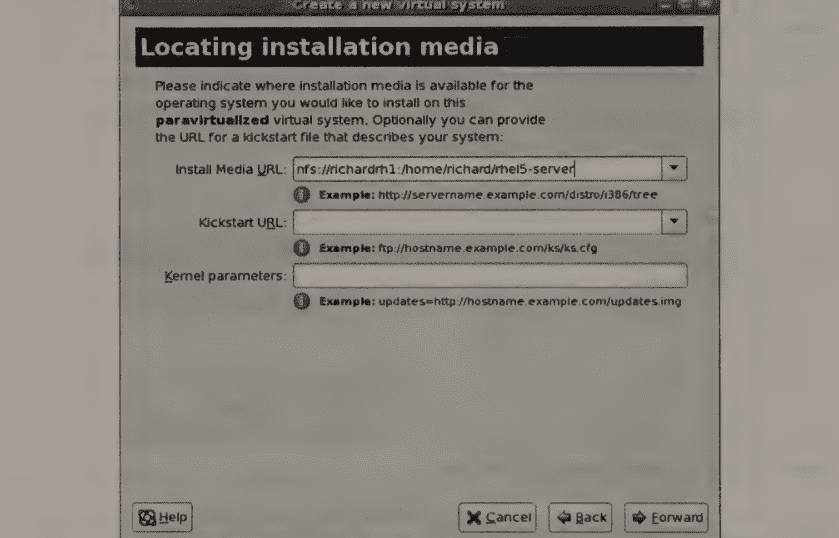 Create a new virtual system
Locating installation media
Please indicate where installation media is available for the
operating system you would like to install on this
paravirtualized virtual system. Optionally you can provide
the URL for a kickstart file that describes your system:
Install Media URL: nfs://richardrh1:/home/richard/rhel5-server
Example: http://servername.example.com/distro/i386/tree
Kickstart URL:
Example: ftp://hostname.example.com/ks/ks.cfg
Kernel parameters:
Example: updates=http://hostname.example.com/updates.img
Help Cancel Back Forward